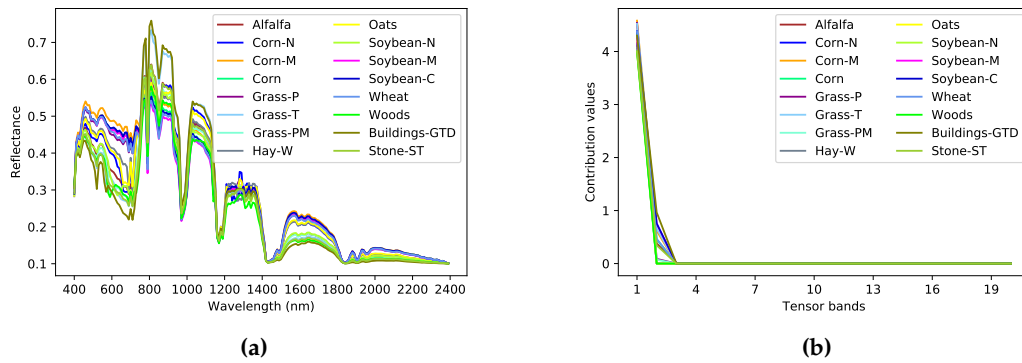 Reflectance
0.7
0.6
0.5
0.4
0.3
0.2
0.1
400 600 800 1000 1200 1400 1600 1800 2000 2200 2400
Wavelength (nm)
Alfalfa
Corn-N
Corn-M
Corn
Grass-P
Grass-T
Grass-PM
Hay-W
Oats
Soybean-N
Soybean-M
Soybean-C
Wheat
Woods
Buildings-GTD
Stone-ST
(a)
Contribution values
4
3
2
1
0
1 4 7 10 13 16 19
Tensor bands
Alfalfa
Corn-N
Corn-M
Corn
Grass-P
Grass-T
Grass-PM
Hay-W
Oats
Soybean-N
Soybean-M
Soybean-C
Wheat
Woods
Buildings-GTD
Stone-ST
(b)